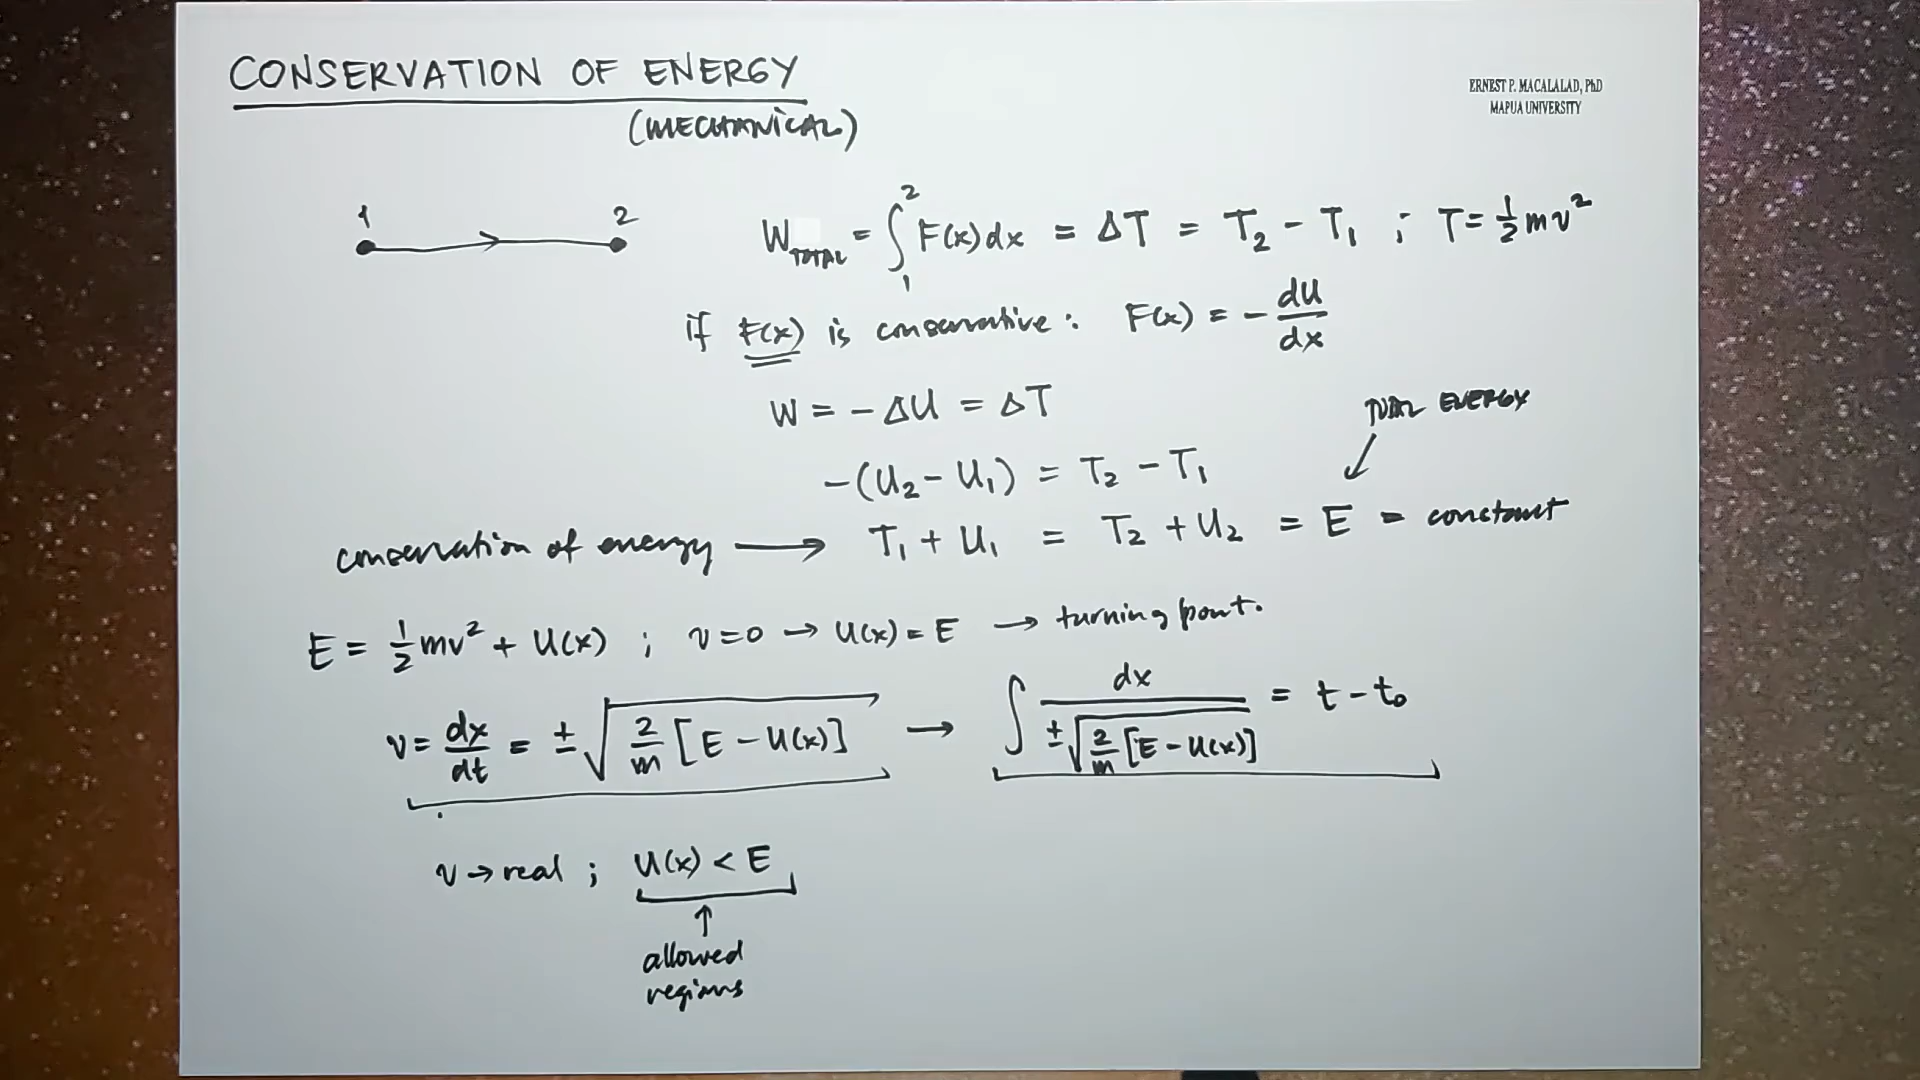 CONSERVATION OF ENERGY
(MECHANICAL)
ERNEST P. MACALALAD, PhD
MAPUA UNIVERSITY
1 2
W_TOTAL = ∫₁² F(x)dx = ΔT = T₂ - T₁ ; T = ½mv²
if F(x) is conservative : F(x) = - dU/dx
W = - ΔU = ΔT
TOTAL ENERGY
-(U₂ - U₁) = T₂ - T₁
conservation of energy → T₁ + U₁ = T₂ + U₂ = E = constant
E = ½mv² + U(x) ; v=0 → U(x) = E → turning point.
v = dx/dt = ±√(2/m [E - U(x)]) → ∫ dx / ±√(2/m [E - U(x)]) = t - t₀
v → real ; U(x) < E
↑
allowed
regions